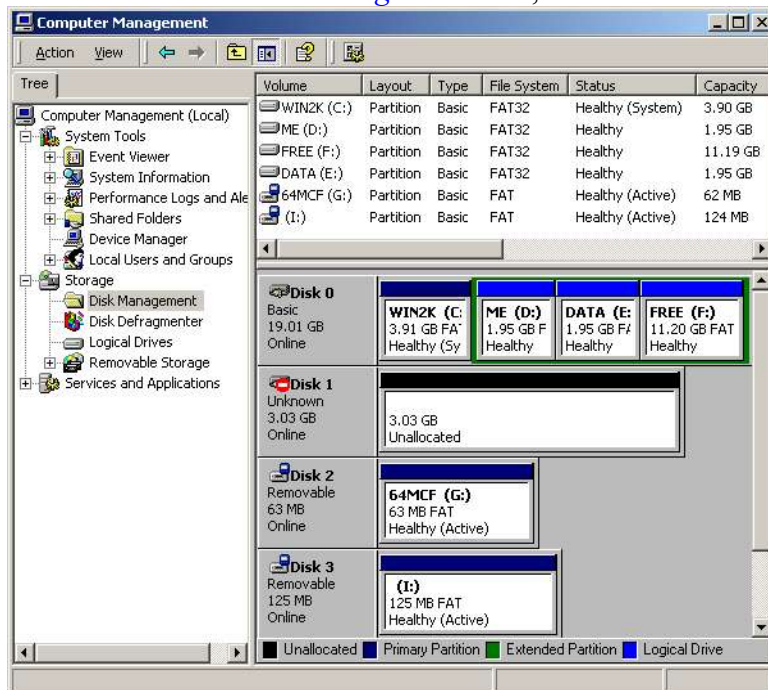 Computer Management
Action View
Tree
Computer Management (Local)
System Tools
Event Viewer
System Information
Performance Logs and Ale
Shared Folders
Device Manager
Local Users and Groups
Storage
Disk Management
Disk Defragmenter
Logical Drives
Removable Storage
Services and Applications
Volume Layout Type File System Status Capacity
WIN2K (C:) Partition Basic FAT32 Healthy (System) 3.90 GB
ME (D:) Partition Basic FAT32 Healthy 1.95 GB
FREE (F:) Partition Basic FAT32 Healthy 11.19 GB
DATA (E:) Partition Basic FAT32 Healthy 1.95 GB
64MCF (G:) Partition Basic FAT Healthy (Active) 62 MB
(I:) Partition Basic FAT Healthy (Active) 124 MB
Disk 0
Basic
19.01 GB
Online
WIN2K (C:
3.91 GB FA
Healthy (Sy
ME (D:)
1.95 GB F
Healthy
DATA (E:
1.95 GB FA
Healthy
FREE (F:)
11.20 GB FAT
Healthy
Disk 1
Unknown
3.03 GB
Online
3.03 GB
Unallocated
Disk 2
Removable
63 MB
Online
64MCF (G:)
63 MB FAT
Healthy (Active)
Disk 3
Removable
125 MB
Online
(I:)
125 MB FAT
Healthy (Active)
Unallocated Primary Partition Extended Partition Logical Drive